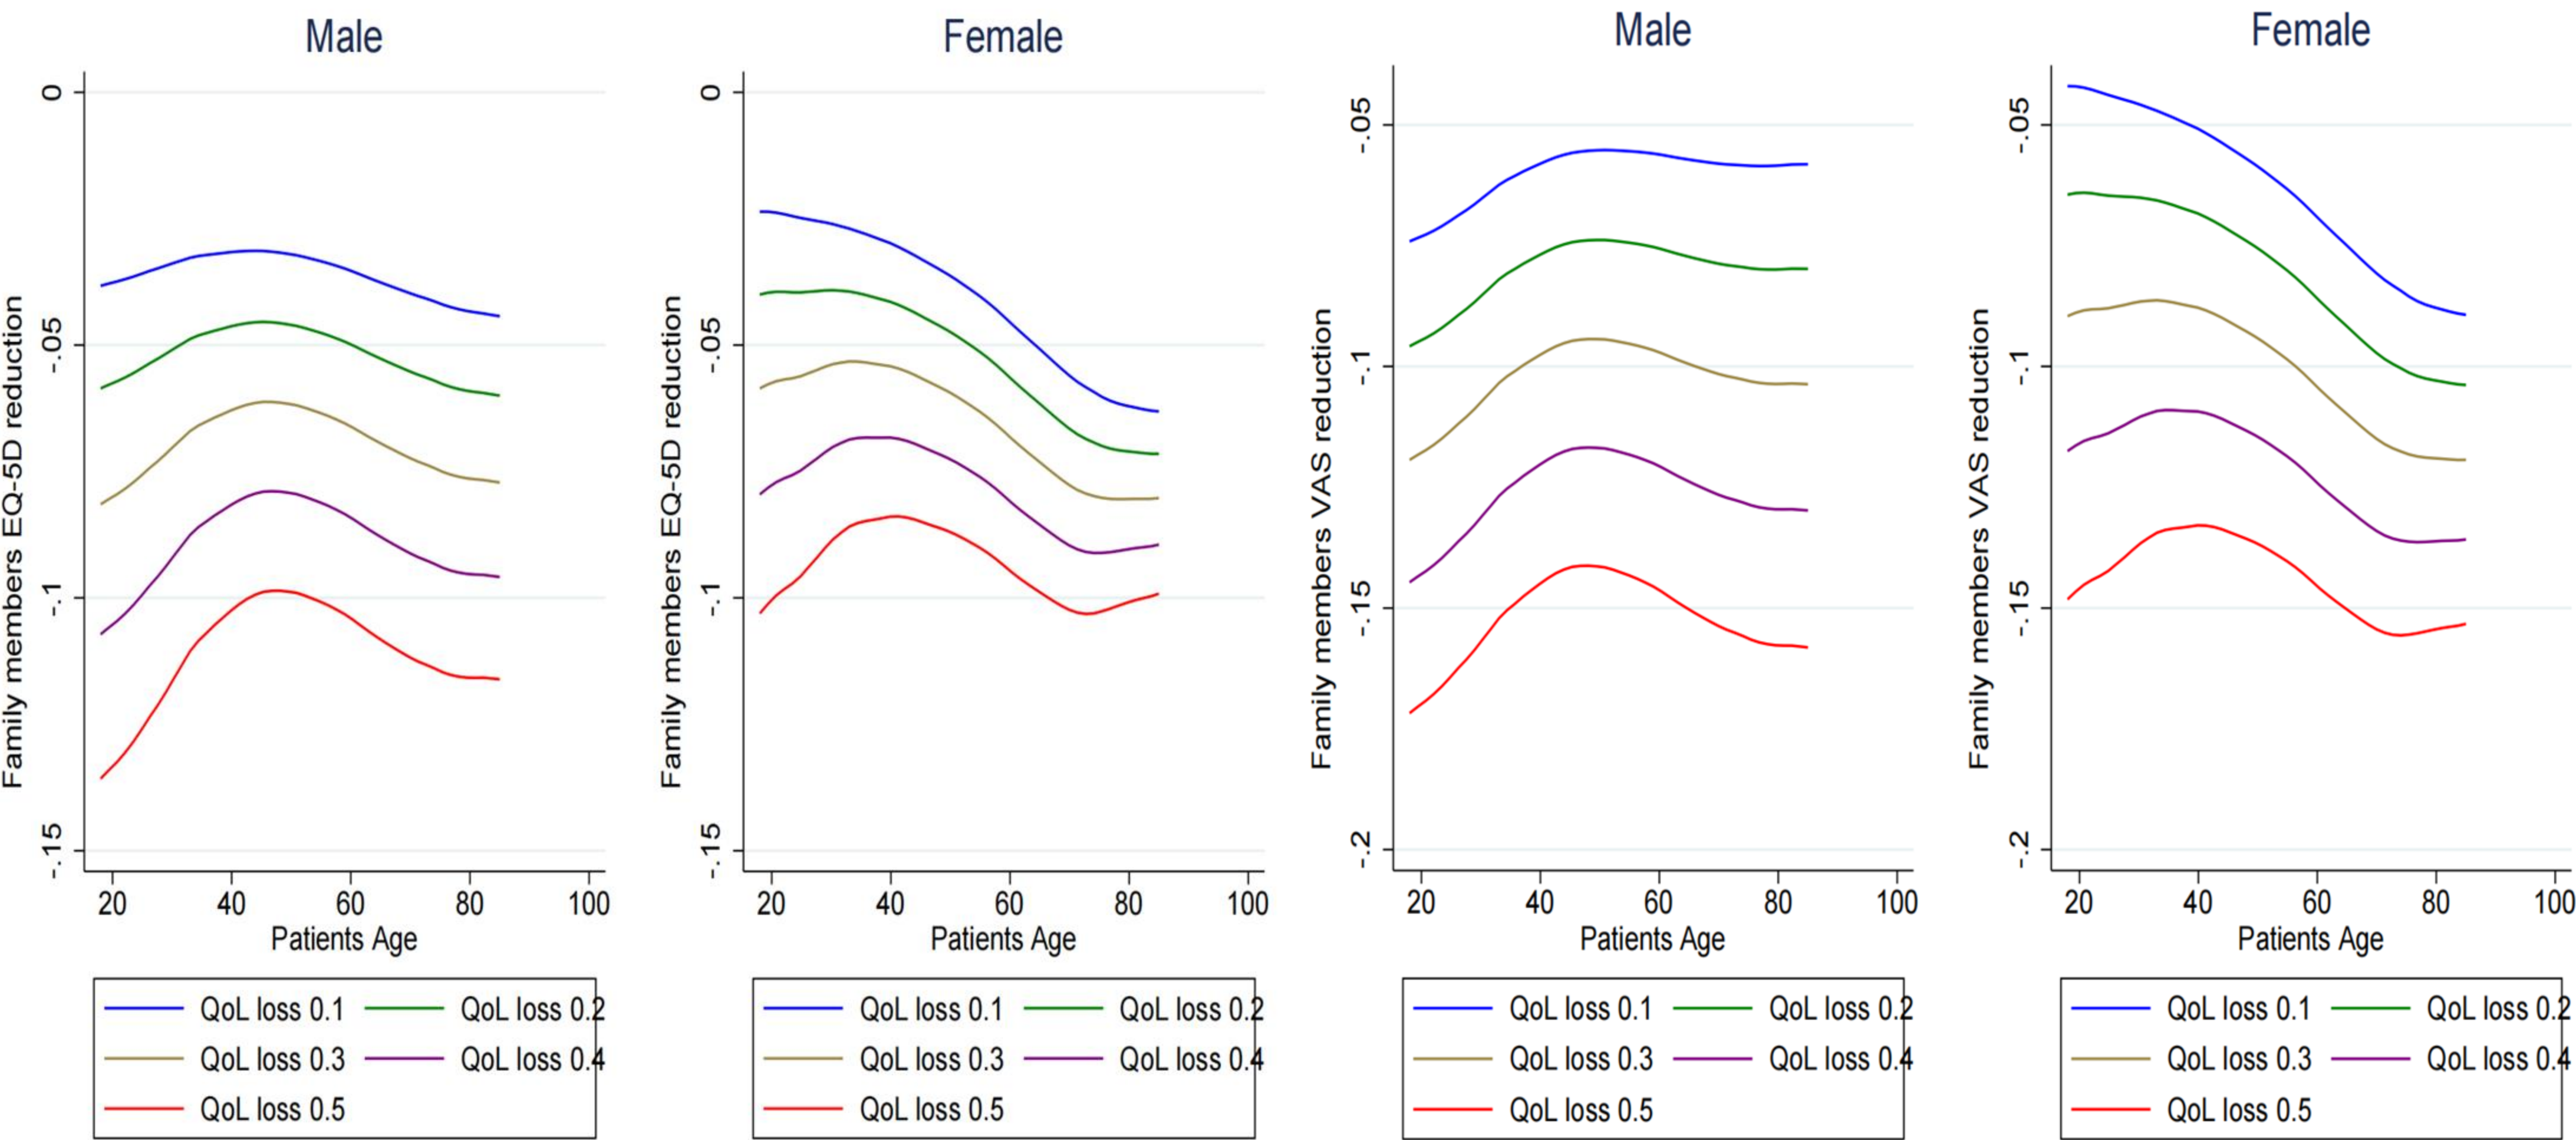 Male
Family members EQ-5D reduction
0
-.05
-.1
-.15
20 40 60 80 100
Patients Age
QoL loss 0.1 QoL loss 0.2
QoL loss 0.3 QoL loss 0.4
QoL loss 0.5
Female
Family members EQ-5D reduction
0
-.05
-.1
-.15
20 40 60 80 100
Patients Age
QoL loss 0.1 QoL loss 0.2
QoL loss 0.3 QoL loss 0.4
QoL loss 0.5
Male
Family members VAS reduction
-.05
-.1
-.15
-.2
20 40 60 80 100
Patients Age
QoL loss 0.1 QoL loss 0.2
QoL loss 0.3 QoL loss 0.4
QoL loss 0.5
Female
Family members VAS reduction
-.05
-.1
-.15
-.2
20 40 60 80 100
Patients Age
QoL loss 0.1 QoL loss 0.2
QoL loss 0.3 QoL loss 0.4
QoL loss 0.5